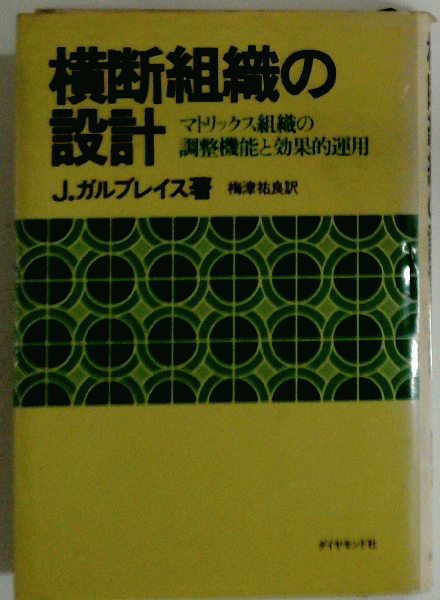 横断組織の
設計
マトリックス組織の
調整機能と効果的運用
J.ガルブレイス著
梅津祐良訳
ダイヤモンド社